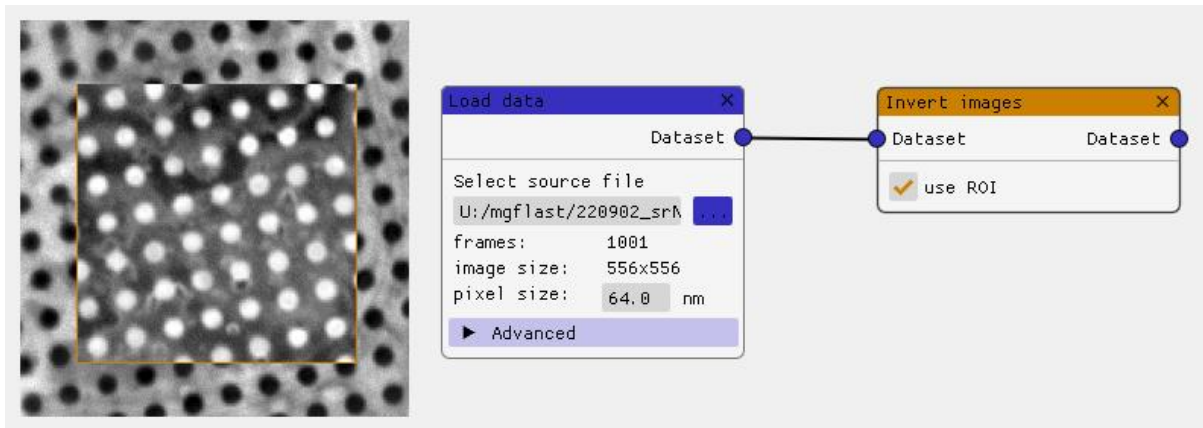 Load data
Dataset
Select source file
U:/mgflast/220902_sr
...
frames: 1001
image size: 556x556
pixel size: 64.0 nm
Advanced
Invert images
Dataset Dataset
use ROI